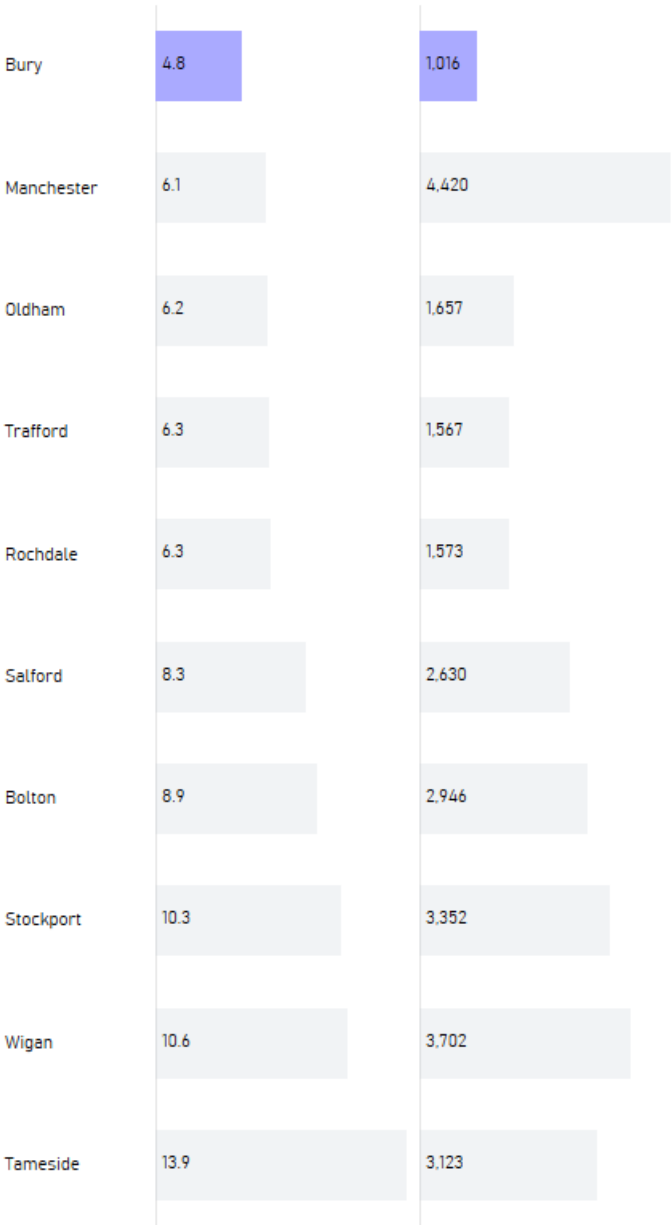 Bury 4.8 1,016
Manchester 6.1 4,420
Oldham 6.2 1,657
Trafford 6.3 1,567
Rochdale 6.3 1,573
Salford 8.3 2,630
Bolton 8.9 2,946
Stockport 10.3 3,352
Wigan 10.6 3,702
Tameside 13.9 3,123